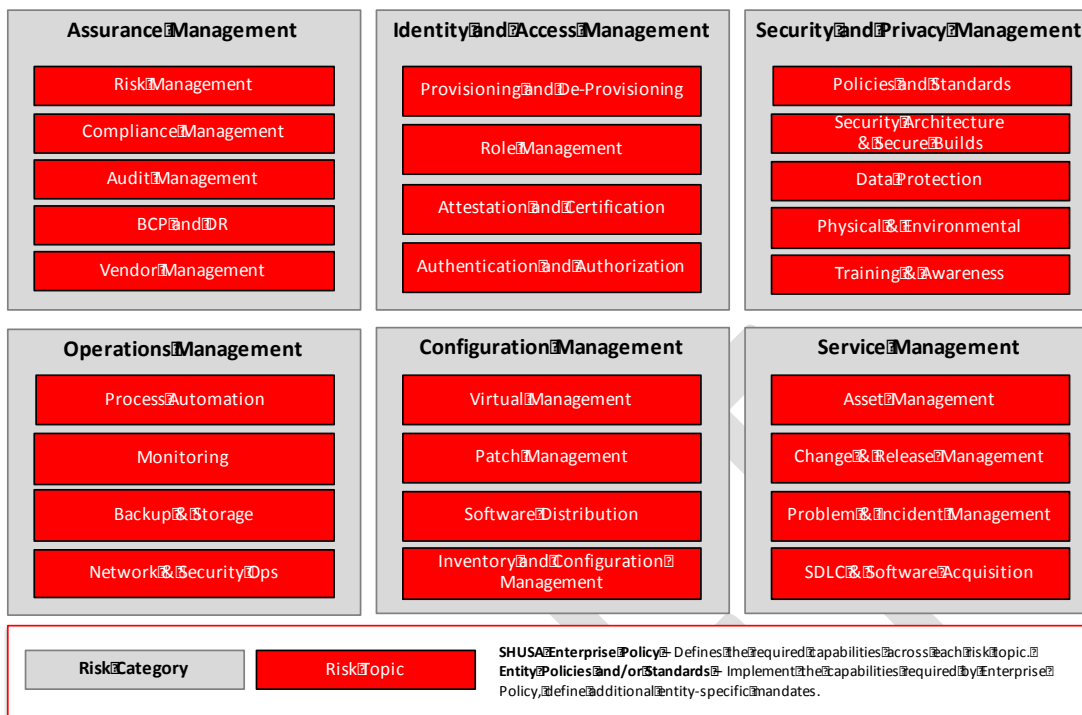 Assurance Management
Risk Management
Compliance Management
Audit Management
BCP and DR
Vendor Management
Identity and Access Management
Provisioning and De-Provisioning
Role Management
Attestation and Certification
Authentication and Authorization
Security and Privacy Management
Policies and Standards
Security Architecture
& Secure Builds
Data Protection
Physical & Environmental
Training & Awareness
Operations Management
Process Automation
Monitoring
Backup & Storage
Network & Security Ops
Configuration Management
Virtual Management
Patch Management
Software Distribution
Inventory and Configuration
Management
Service Management
Asset Management
Change & Release Management
Problem & Incident Management
SDLC & Software Acquisition
Risk Category
Risk Topic
SHUSA Enterprise Policy – Defines the required capabilities across each risk topic.
Entity Policies and/or Standards – Implement the capabilities required by Enterprise
Policy, define additional entity-specific mandates.